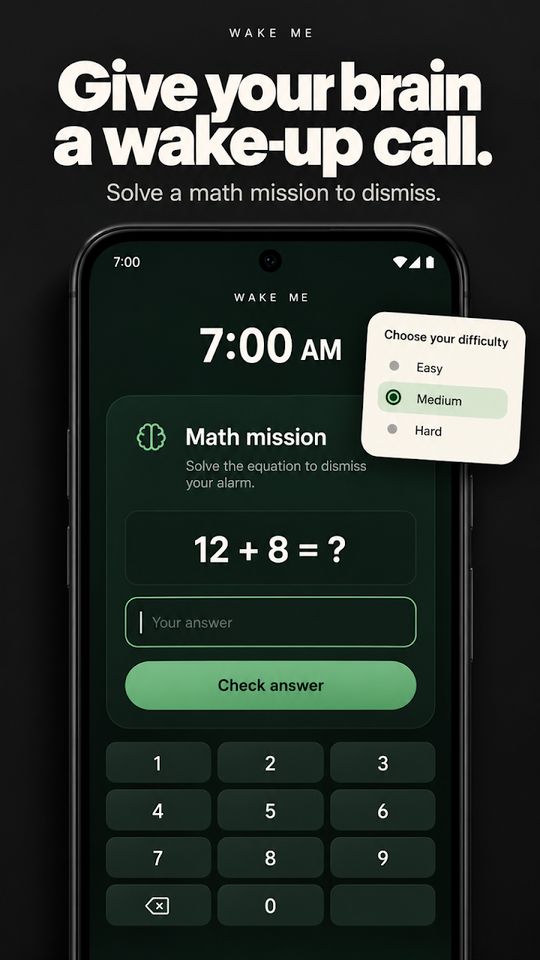 WAKE ME
Give your brain
a wake-up call.
Solve a math mission to dismiss.
7:00
WAKE ME
7:00 AM
Choose your difficulty
Easy
Medium
Hard
Math mission
Solve the equation to dismiss
your alarm.
12 + 8 = ?
Your answer
Check answer
1 2 3
4 5 6
7 8 9
0